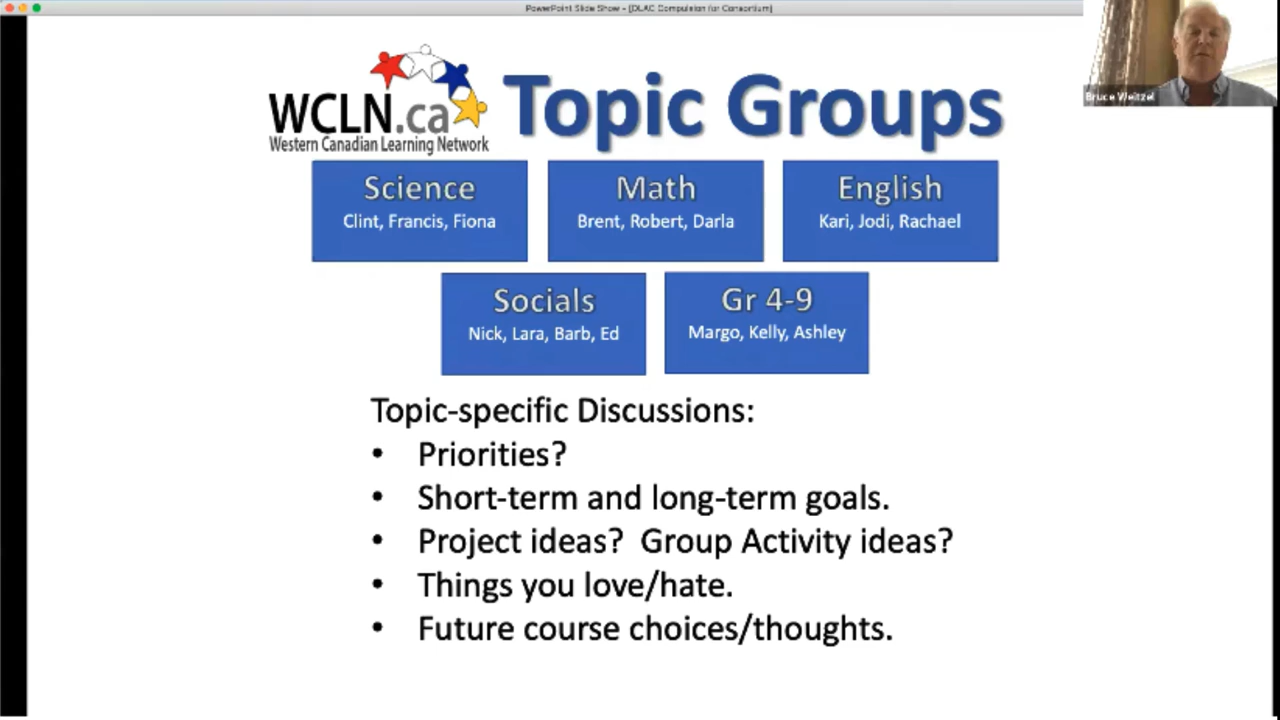 PowerPoint Slide Show - [DLAC Compulsion for Consortium]
Bruce Weitzel
WCLN.ca
Western Canadian Learning Network
Topic Groups
Science
Clint, Francis, Fiona
Math
Brent, Robert, Darla
English
Kari, Jodi, Rachael
Socials
Nick, Lara, Barb, Ed
Gr 4-9
Margo, Kelly, Ashley
Topic-specific Discussions:
• Priorities?
• Short-term and long-term goals.
• Project ideas? Group Activity ideas?
• Things you love/hate.
• Future course choices/thoughts.